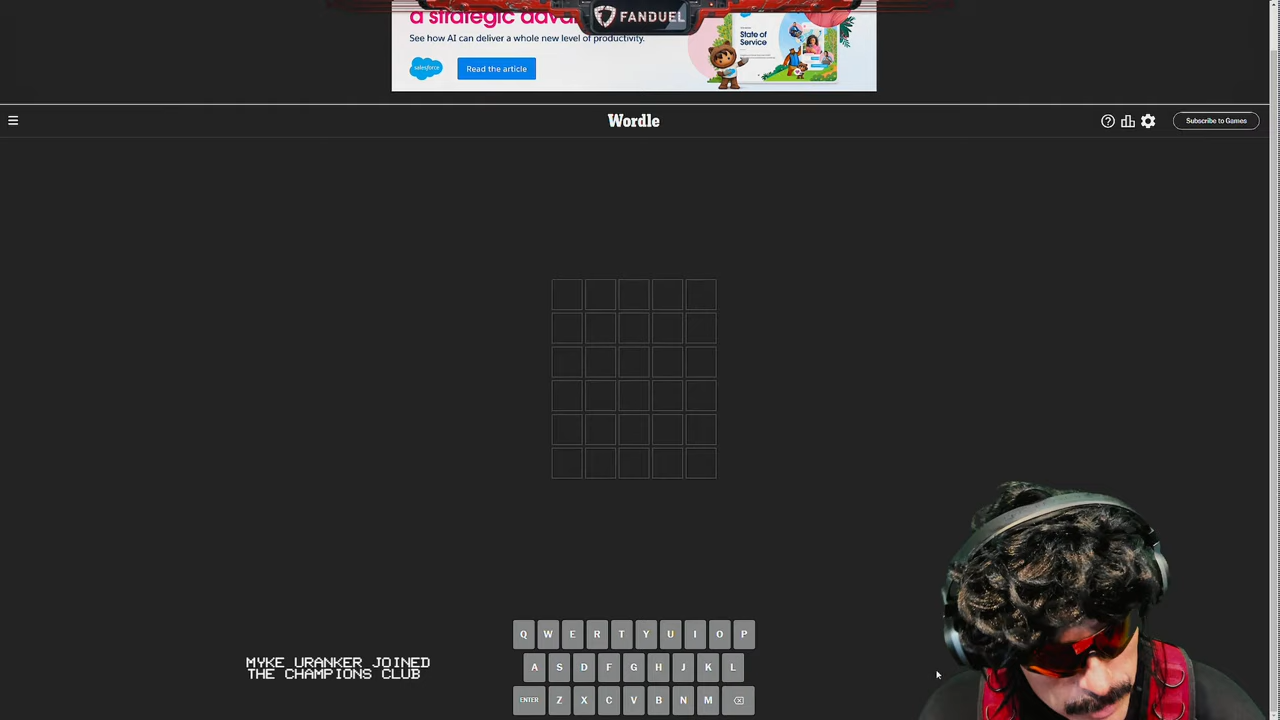 a strategic adva
FANDUEL
See how AI can deliver a whole new level of productivity.
salesforce
Read the article
State of
Service
Wordle
Subscribe to Games
MYKE URANKER JOINED
THE CHAMPIONS CLUB
Q W E R T Y U I O P
A S D F G H J K L
ENTER Z X C V B N M